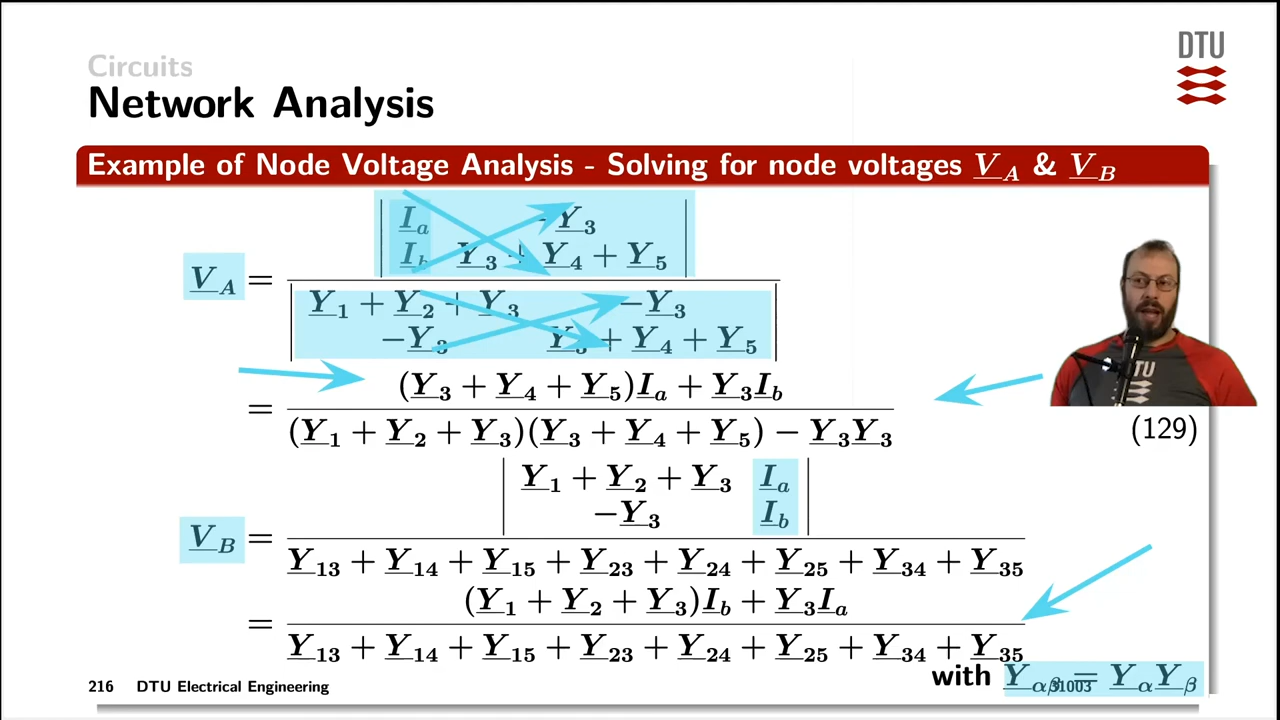 Circuits
DTU
Network Analysis
Example of Node Voltage Analysis - Solving for node voltages V_A & V_B
| I_a   −Y_3 |
| I_b   Y_3 + Y_4 + Y_5 |
V_A =
| Y_1 + Y_2 + Y_3   −Y_3 |
| −Y_3   Y_3 + Y_4 + Y_5 |
(Y_3 + Y_4 + Y_5)I_a + Y_3I_b
=
(Y_1 + Y_2 + Y_3)(Y_3 + Y_4 + Y_5) − Y_3Y_3
(129)
| Y_1 + Y_2 + Y_3   I_a |
| −Y_3   I_b |
V_B =
Y_13 + Y_14 + Y_15 + Y_23 + Y_24 + Y_25 + Y_34 + Y_35
(Y_1 + Y_2 + Y_3)I_b + Y_3I_a
=
Y_13 + Y_14 + Y_15 + Y_23 + Y_24 + Y_25 + Y_34 + Y_35
with Y_αβ = Y_αY_β
216 DTU Electrical Engineering